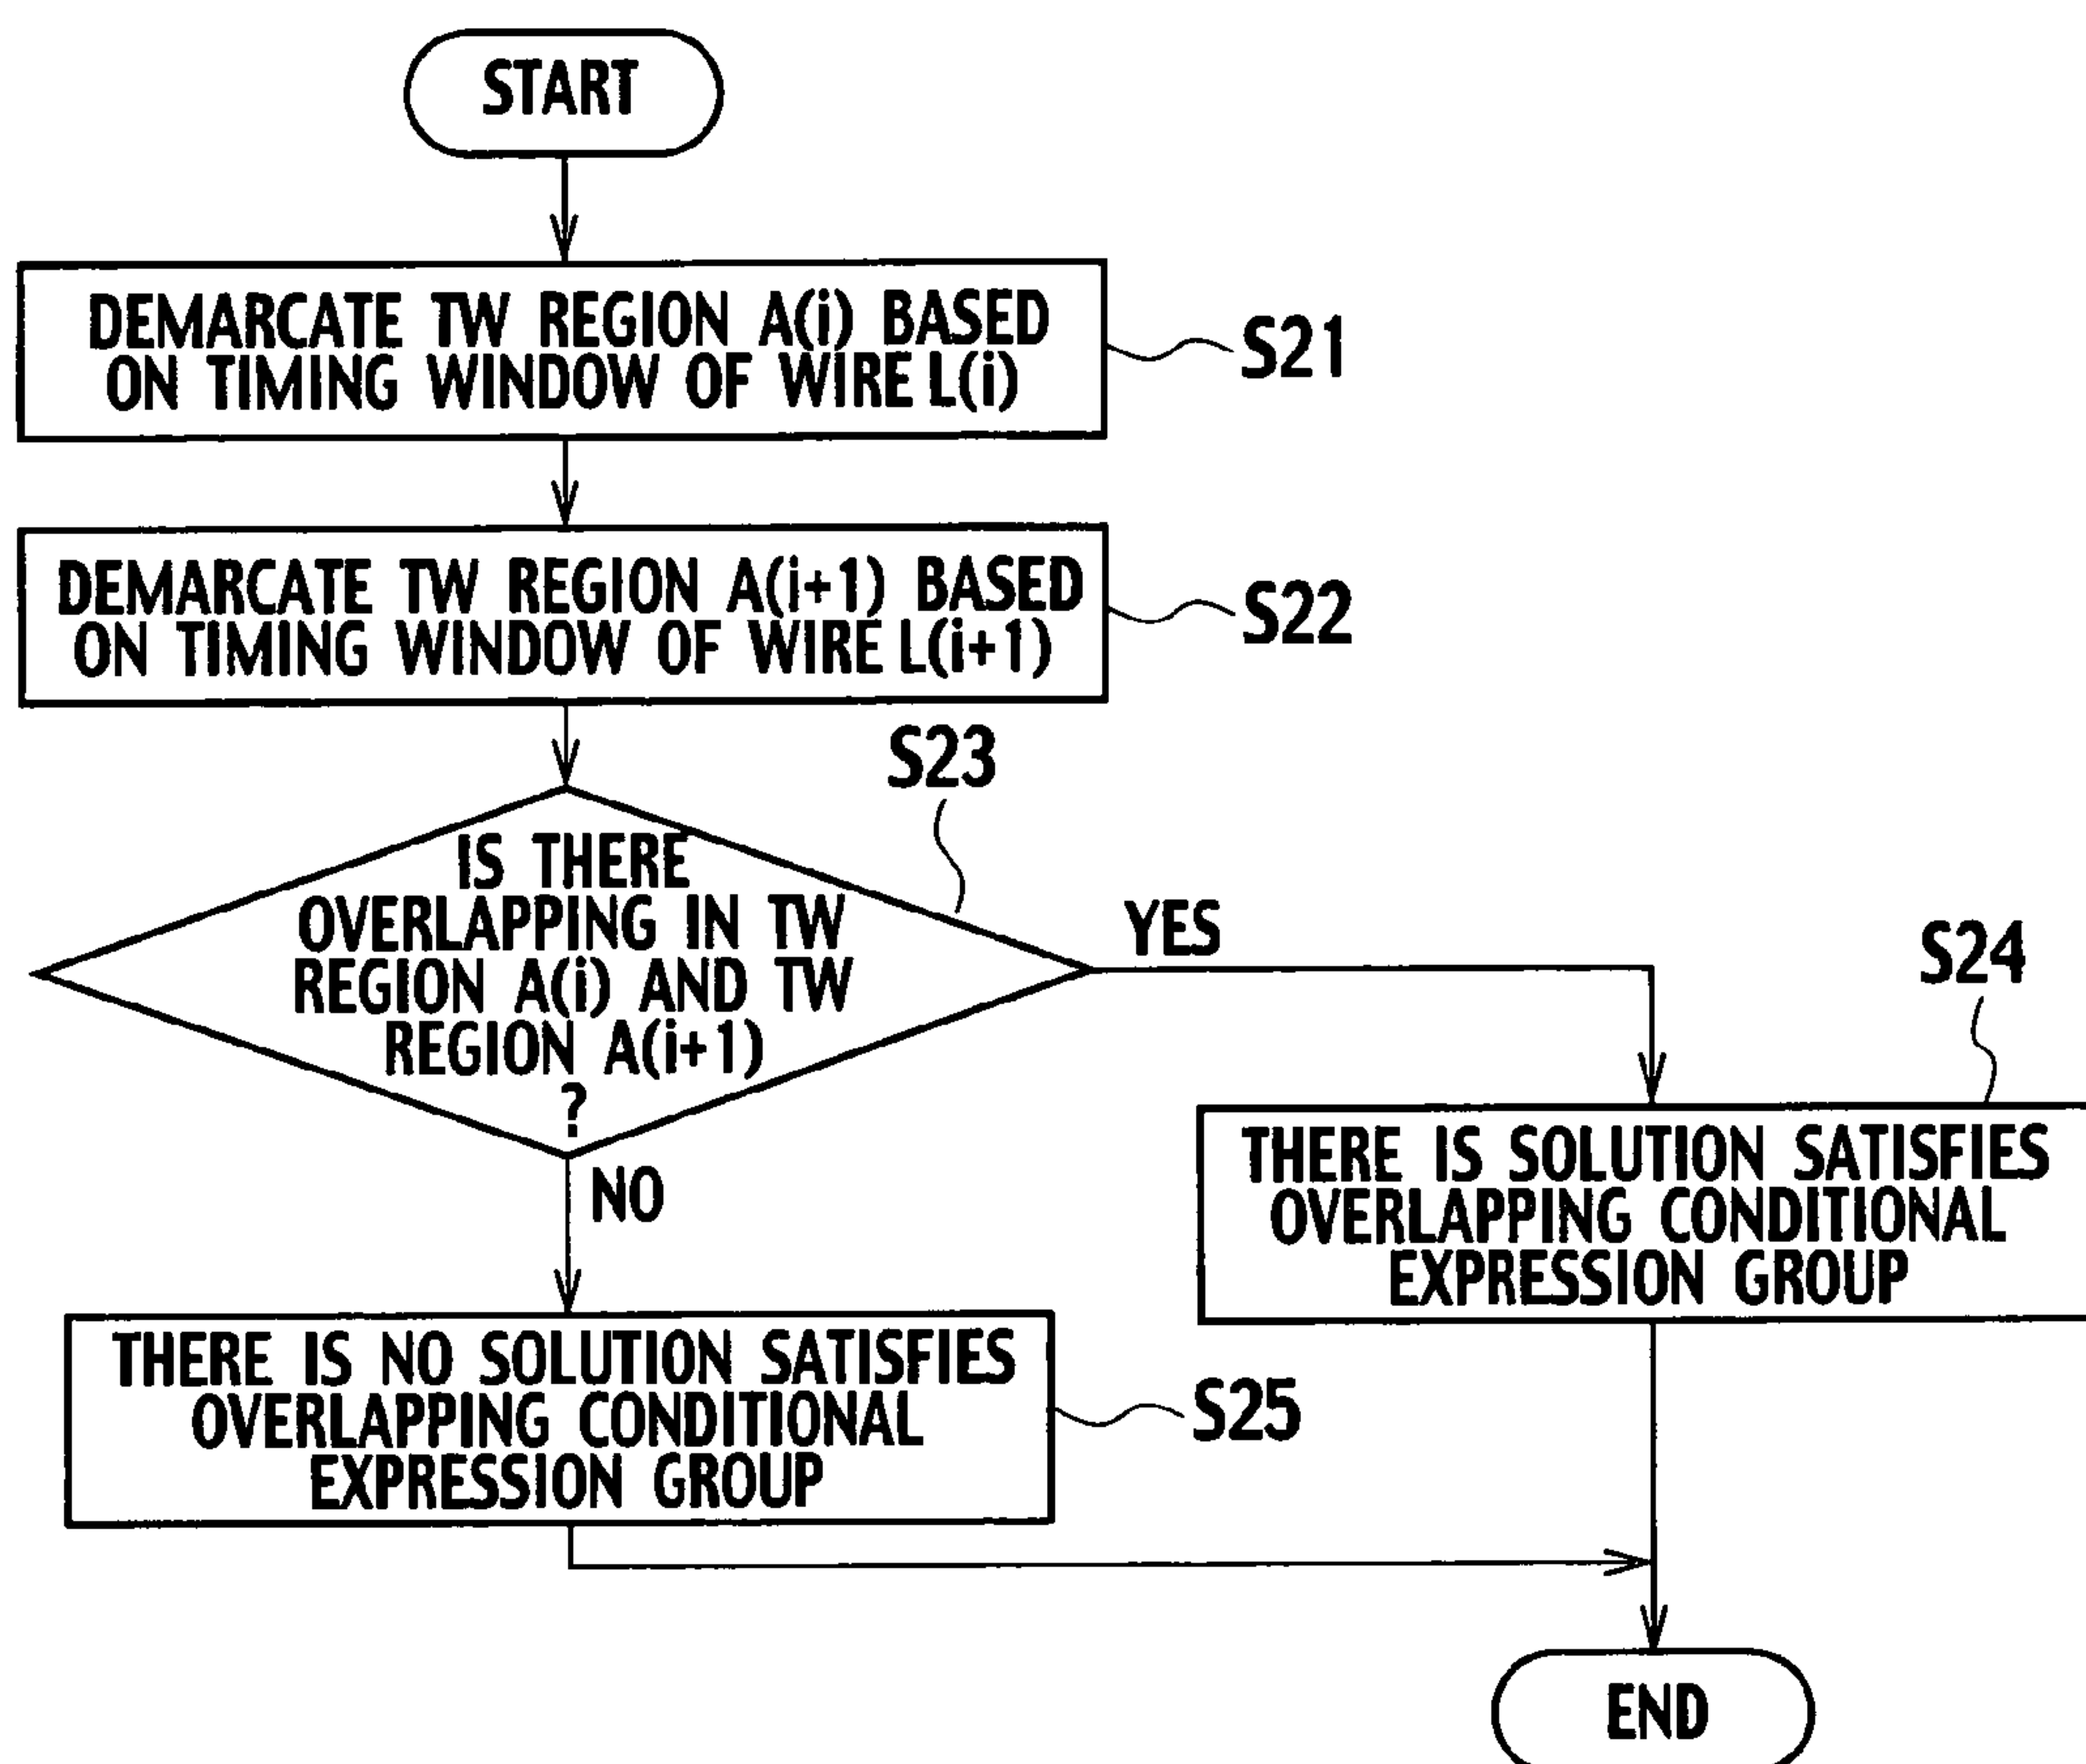 START
DEMARCATE TW REGION A(i) BASED
ON TIMING WINDOW OF WIRE L(i)
S21
DEMARCATE TW REGION A(i+1) BASED
ON TIMING WINDOW OF WIRE L(i+1)
S22
S23
IS THERE
OVERLAPPING IN TW
REGION A(i) AND TW
REGION A(i+1)
?
YES
NO
S24
THERE IS SOLUTION SATISFIES
OVERLAPPING CONDITIONAL
EXPRESSION GROUP
THERE IS NO SOLUTION SATISFIES
OVERLAPPING CONDITIONAL
EXPRESSION GROUP
S25
END